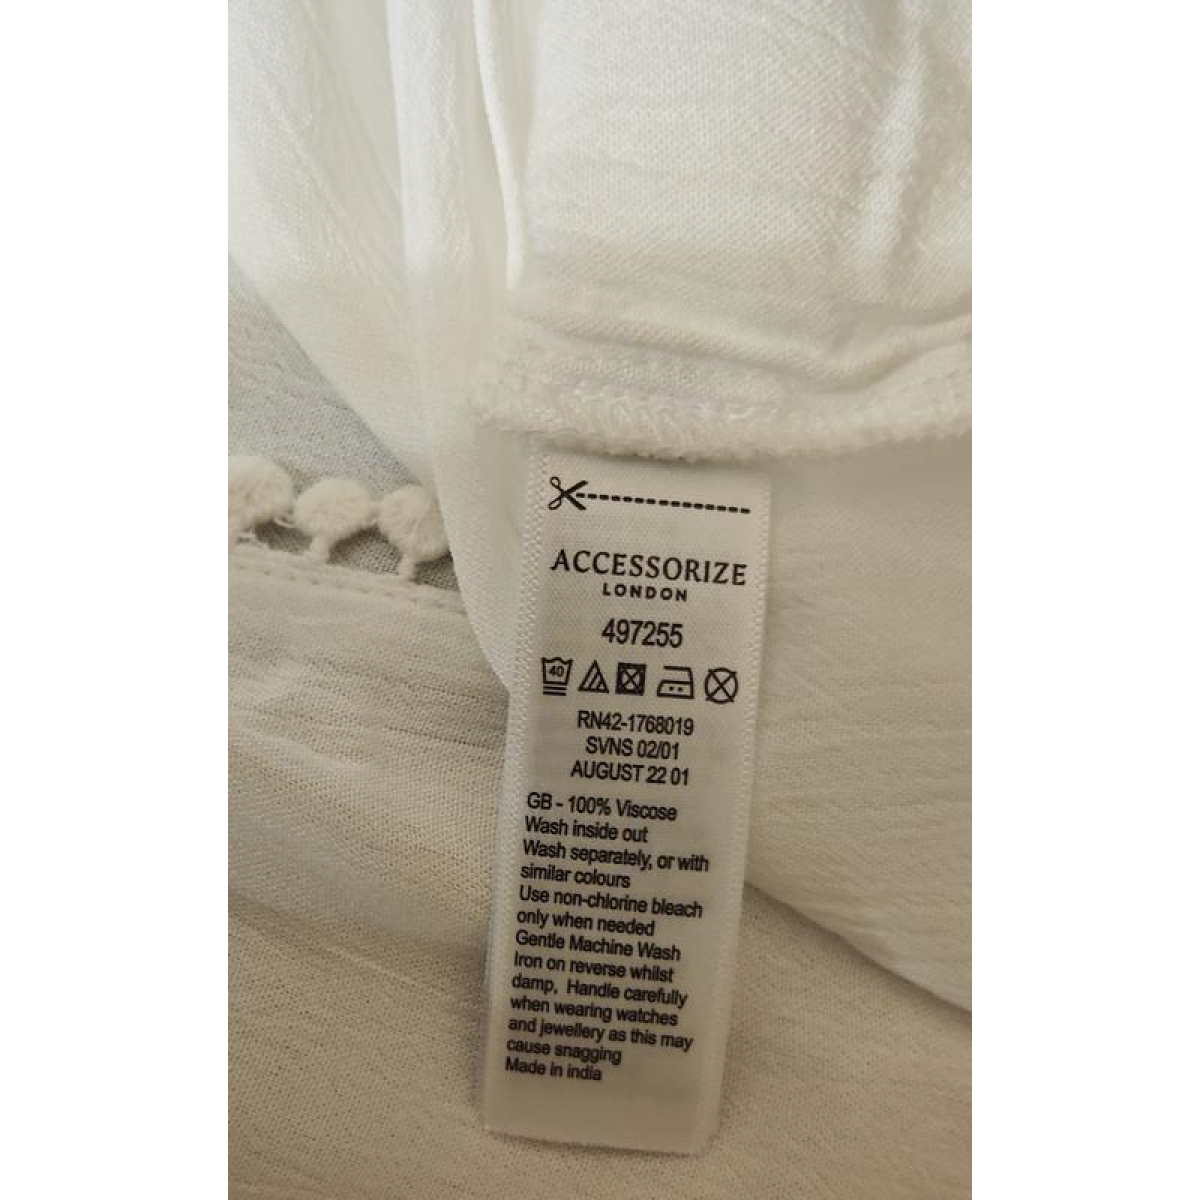 ACCESSORIZE
LONDON
497255
40
RN42-1768019
SVNS 02/01
AUGUST 22 01
GB - 100% Viscose
Wash inside out
Wash separately, or with
similar colours
Use non-chlorine bleach
only when needed
Gentle Machine Wash
Iron on reverse whilst
damp, Handle carefully
when wearing watches
and jewellery as this may
cause snagging
Made in india